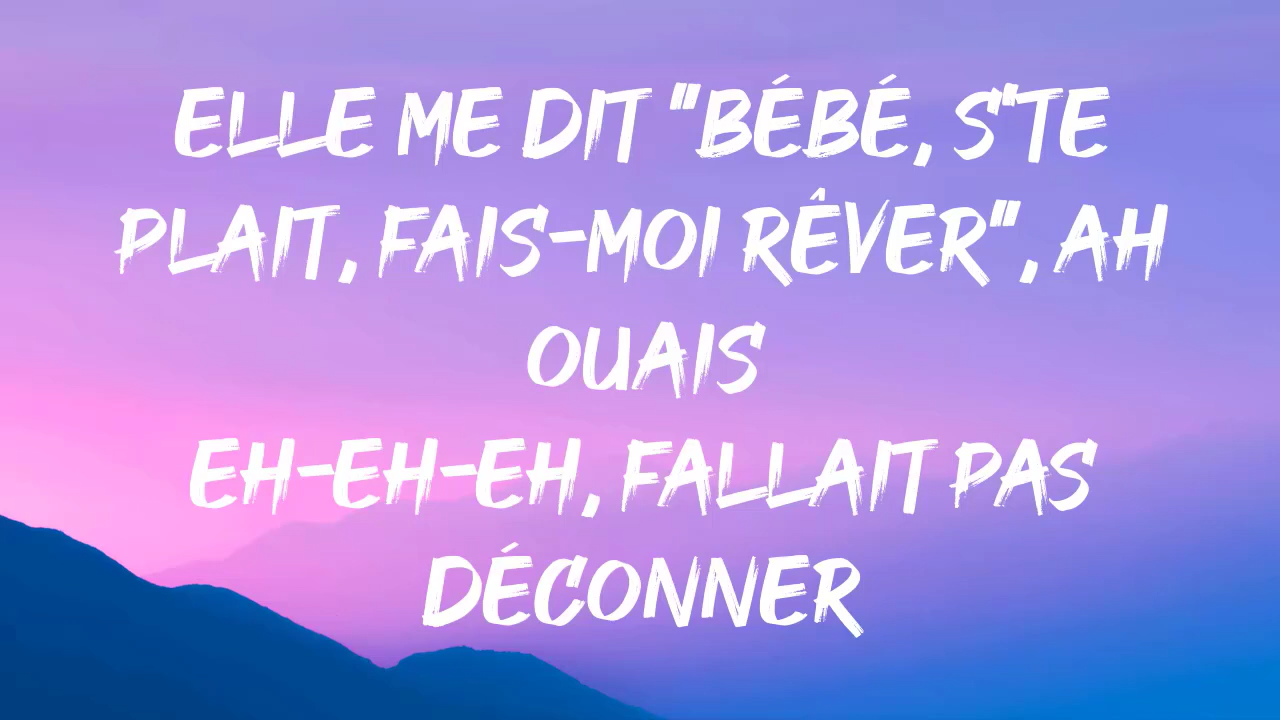 ELLE ME DIT "BÉBÉ, S'TE
PLAIT, FAIS-MOI RÊVER", AH
OUAIS
EH-EH-EH, FALLAIT PAS
DÉCONNER